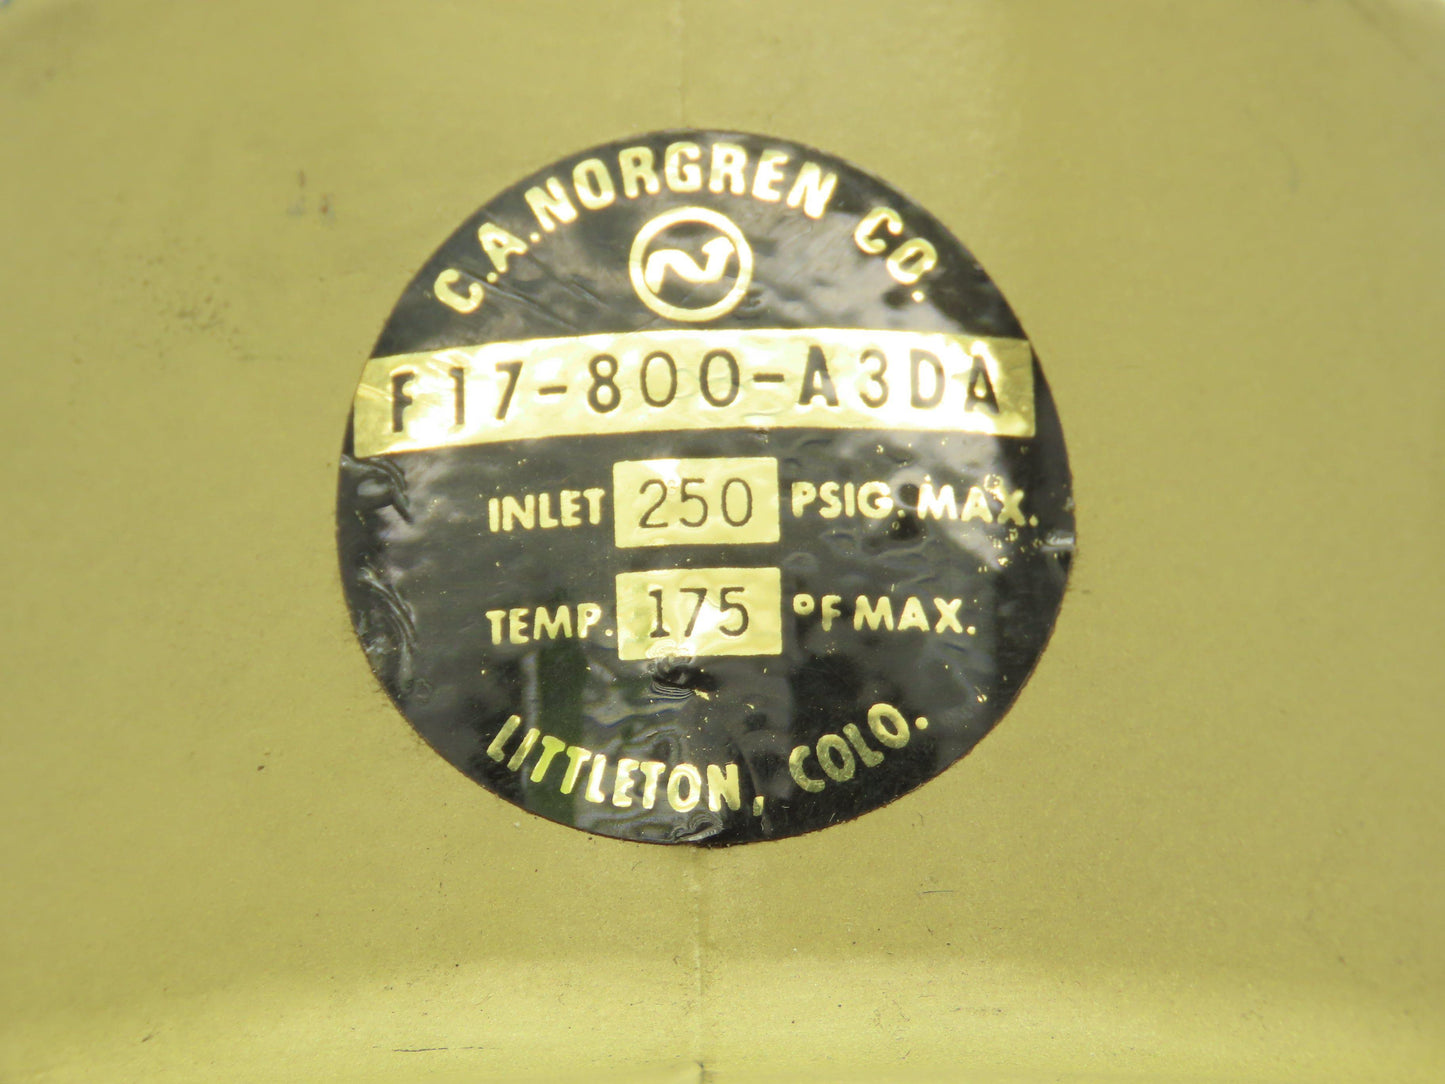 C.A. NORGREN CO.
F17-800-A3DA
INLET 250 PSIG. MAX.
TEMP. 175 °F MAX.
LITTLETON, COLO.